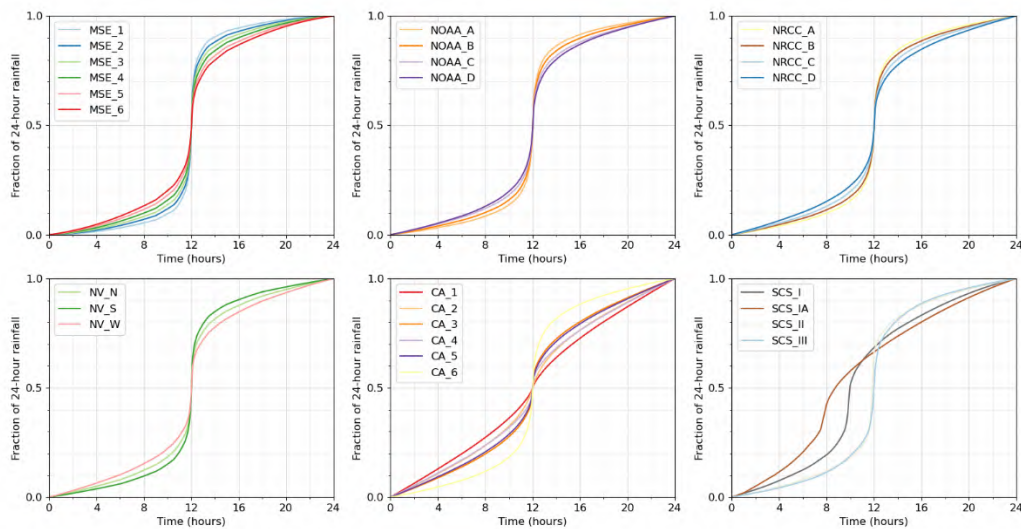 1.0
MSE_1
MSE_2
MSE_3
MSE_4
MSE_5
MSE_6
0.5
0.0
0 4 8 12 16 20 24
Time (hours)
Fraction of 24-hour rainfall
1.0
NOAA_A
NOAA_B
NOAA_C
NOAA_D
0.5
0.0
0 4 8 12 16 20 24
Time (hours)
Fraction of 24-hour rainfall
1.0
NRCC_A
NRCC_B
NRCC_C
NRCC_D
0.5
0.0
0 4 8 12 16 20 24
Time (hours)
Fraction of 24-hour rainfall
1.0
NV_N
NV_S
NV_W
0.5
0.0
0 4 8 12 16 20 24
Time (hours)
Fraction of 24-hour rainfall
1.0
CA_1
CA_2
CA_3
CA_4
CA_5
CA_6
0.5
0.0
0 4 8 12 16 20 24
Time (hours)
Fraction of 24-hour rainfall
1.0
SCS_I
SCS_IA
SCS_II
SCS_III
0.5
0.0
0 4 8 12 16 20 24
Time (hours)
Fraction of 24-hour rainfall